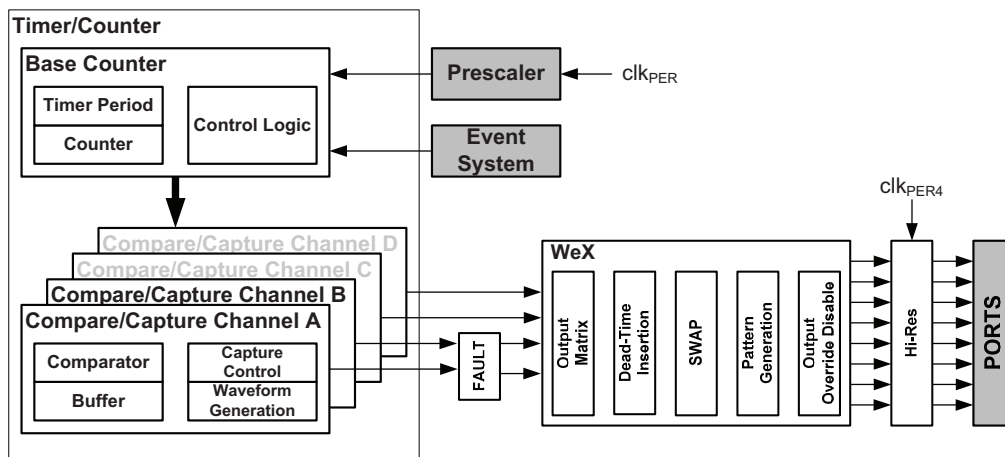 Timer/Counter
Base Counter
Timer Period
Counter
Control Logic
Prescaler
clkPER
Event
System
Compare/Capture Channel D
Compare/Capture Channel C
Compare/Capture Channel B
Compare/Capture Channel A
Comparator
Buffer
Capture
Control
Waveform
Generation
FAULT
WeX
Output
Matrix
Dead-Time
Insertion
SWAP
Pattern
Generation
Output
Override Disable
clkPER4
Hi-Res
PORTS